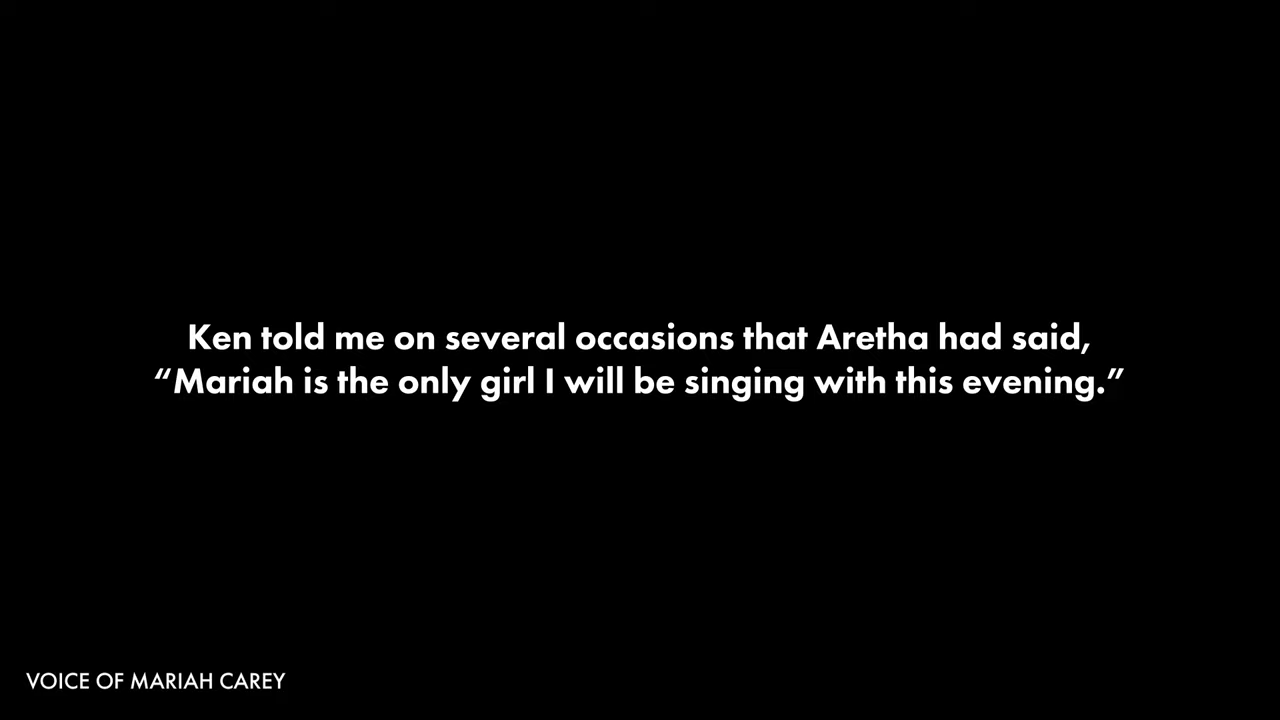 Ken told me on several occasions that Aretha had said,
“Mariah is the only girl I will be singing with this evening.”
VOICE OF MARIAH CAREY